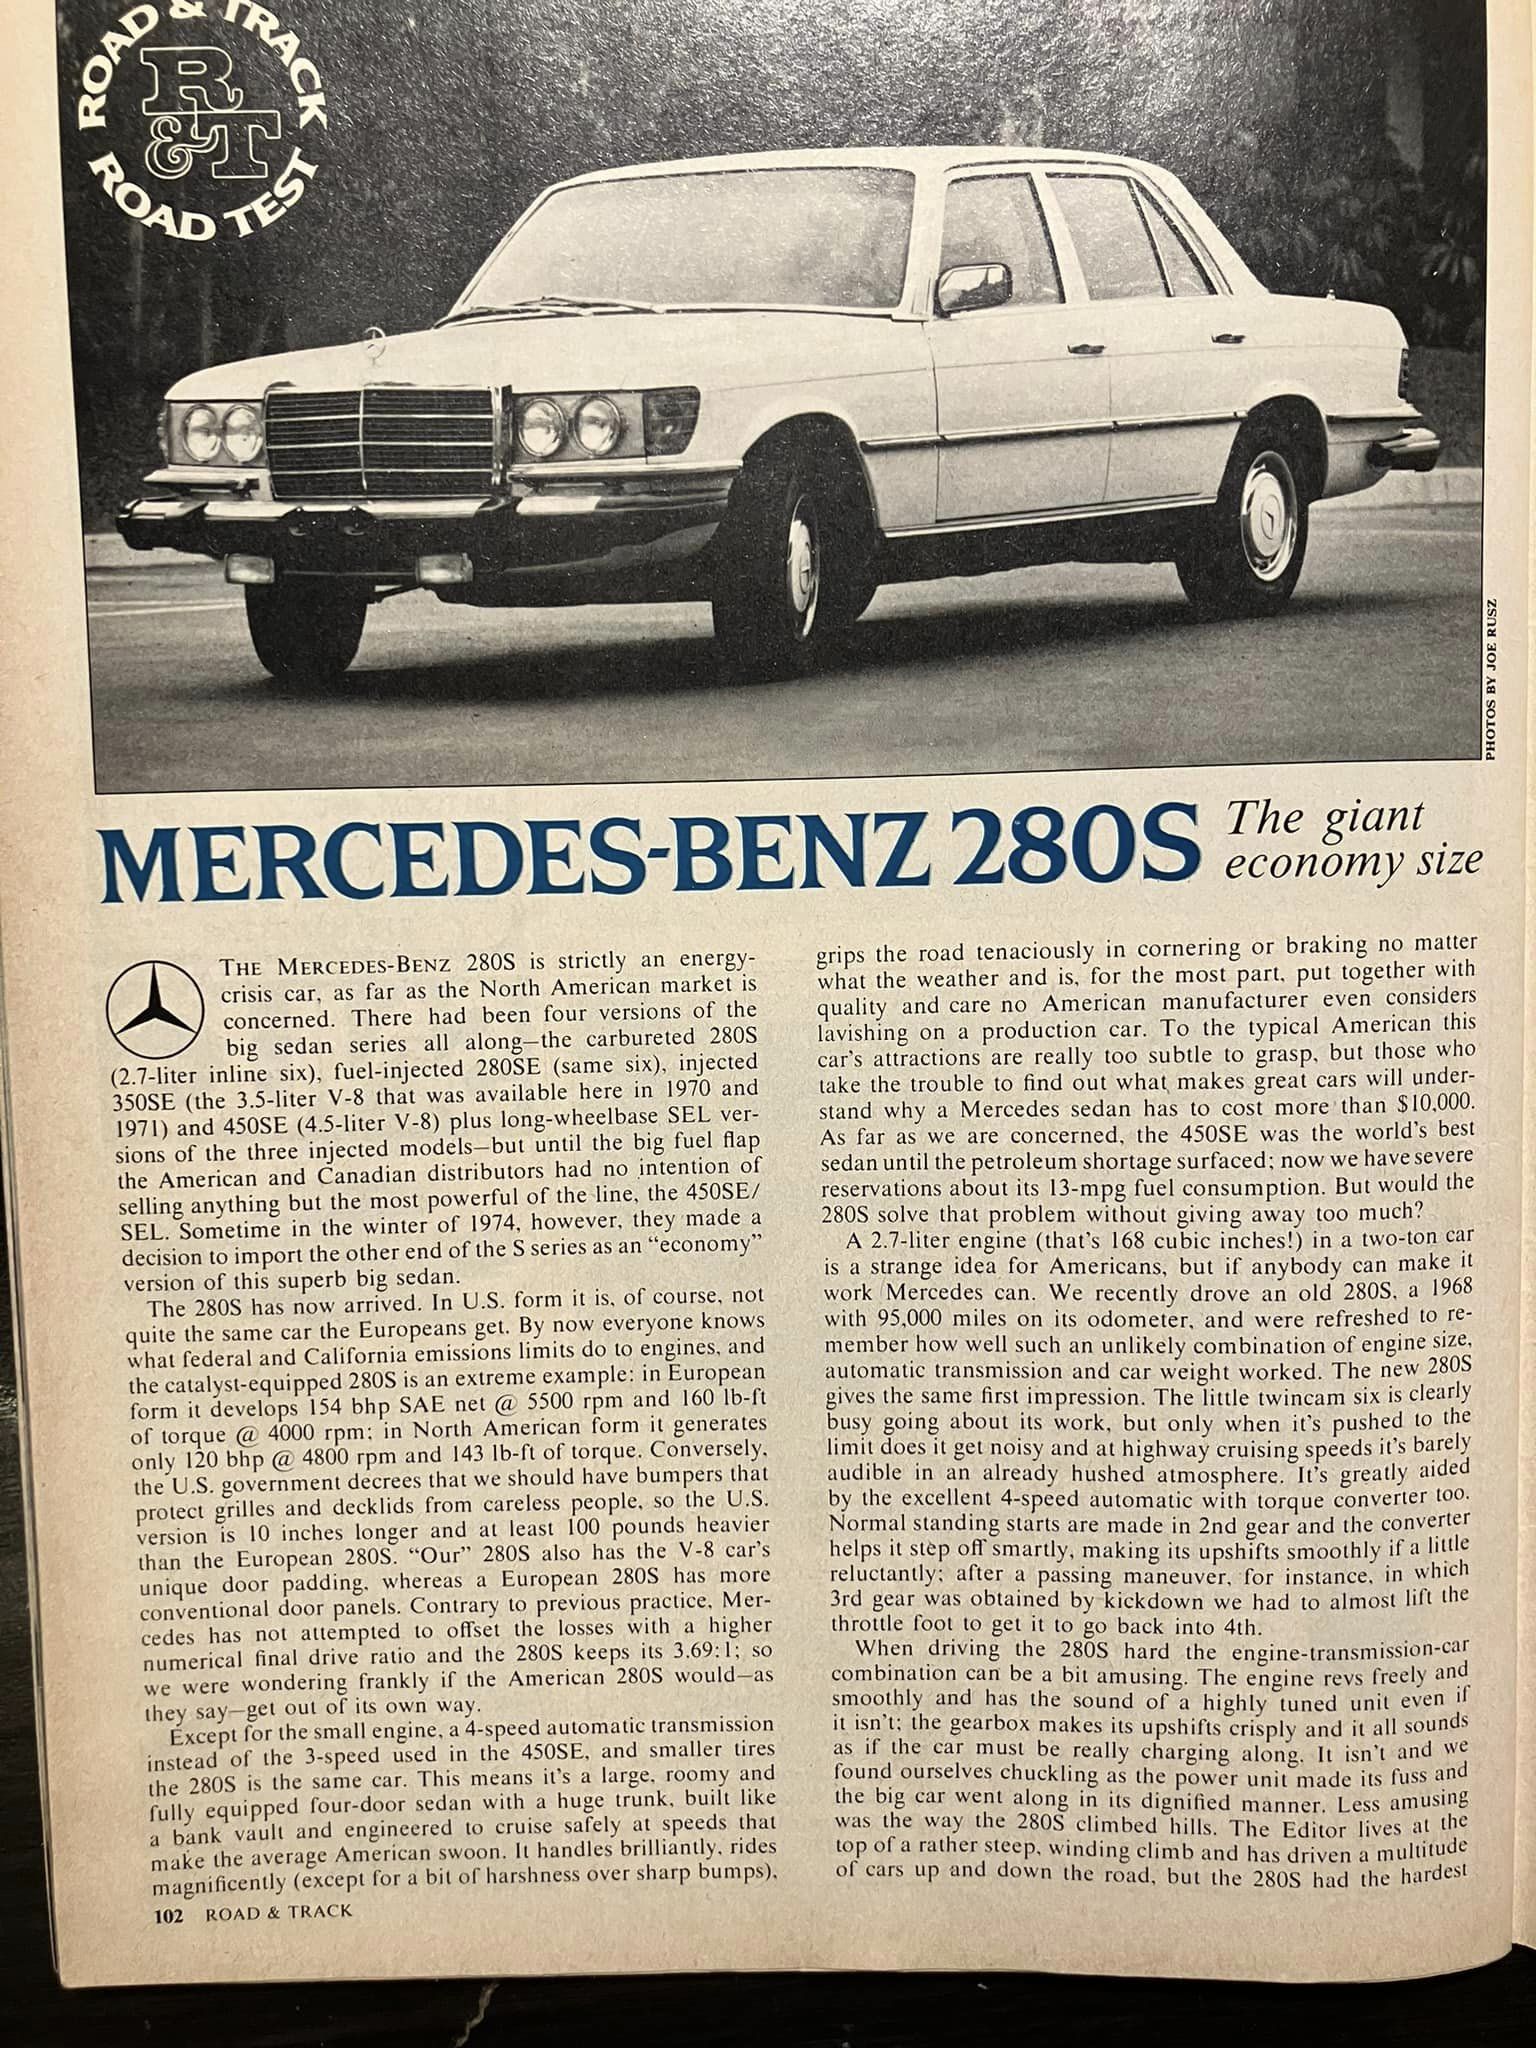 ROAD & TRACK
R&T
ROAD TEST
PHOTOS BY JOE RUSZ
MERCEDES-BENZ 280S
The giant
economy size
THE MERCEDES-BENZ 280S is strictly an energy-
crisis car, as far as the North American market is
concerned. There had been four versions of the
big sedan series all along—the carbureted 280S
(2.7-liter inline six), fuel-injected 280SE (same six), injected
350SE (the 3.5-liter V-8 that was available here in 1970 and
1971) and 450SE (4.5-liter V-8) plus long-wheelbase SEL ver-
sions of the three injected models—but until the big fuel flap
the American and Canadian distributors had no intention of
selling anything but the most powerful of the line, the 450SE/
SEL. Sometime in the winter of 1974, however, they made a
decision to import the other end of the S series as an “economy”
version of this superb big sedan.
The 280S has now arrived. In U.S. form it is, of course, not
quite the same car the Europeans get. By now everyone knows
what federal and California emissions limits do to engines, and
the catalyst-equipped 280S is an extreme example: in European
form it develops 154 bhp SAE net @ 5500 rpm and 160 lb-ft
of torque @ 4000 rpm; in North American form it generates
only 120 bhp @ 4800 rpm and 143 lb-ft of torque. Conversely,
the U.S. government decrees that we should have bumpers that
protect grilles and decklids from careless people, so the U.S.
version is 10 inches longer and at least 100 pounds heavier
than the European 280S. “Our” 280S also has the V-8 car’s
unique door padding, whereas a European 280S has more
conventional door panels. Contrary to previous practice, Mer-
cedes has not attempted to offset the losses with a higher
numerical final drive ratio and the 280S keeps its 3.69:1; so
we were wondering frankly if the American 280S would—as
they say—get out of its own way.
Except for the small engine, a 4-speed automatic transmission
instead of the 3-speed used in the 450SE, and smaller tires
the 280S is the same car. This means it’s a large, roomy and
fully equipped four-door sedan with a huge trunk, built like
a bank vault and engineered to cruise safely at speeds that
make the average American swoon. It handles brilliantly, rides
magnificently (except for a bit of harshness over sharp bumps),
grips the road tenaciously in cornering or braking no matter
what the weather and is, for the most part, put together with
quality and care no American manufacturer even considers
lavishing on a production car. To the typical American this
car’s attractions are really too subtle to grasp, but those who
take the trouble to find out what makes great cars will under-
stand why a Mercedes sedan has to cost more than $10,000.
As far as we are concerned, the 450SE was the world’s best
sedan until the petroleum shortage surfaced; now we have severe
reservations about its 13-mpg fuel consumption. But would the
280S solve that problem without giving away too much?
A 2.7-liter engine (that’s 168 cubic inches!) in a two-ton car
is a strange idea for Americans, but if anybody can make it
work Mercedes can. We recently drove an old 280S, a 1968
with 95,000 miles on its odometer, and were refreshed to re-
member how well such an unlikely combination of engine size,
automatic transmission and car weight worked. The new 280S
gives the same first impression. The little twincam six is clearly
busy going about its work, but only when it’s pushed to the
limit does it get noisy and at highway cruising speeds it’s barely
audible in an already hushed atmosphere. It’s greatly aided
by the excellent 4-speed automatic with torque converter too.
Normal standing starts are made in 2nd gear and the converter
helps it step off smartly, making its upshifts smoothly if a little
reluctantly; after a passing maneuver, for instance, in which
3rd gear was obtained by kickdown we had to almost lift the
throttle foot to get it to go back into 4th.
When driving the 280S hard the engine-transmission-car
combination can be a bit amusing. The engine revs freely and
smoothly and has the sound of a highly tuned unit even if
it isn’t; the gearbox makes its upshifts crisply and it all sounds
as if the car must be really charging along. It isn’t and we
found ourselves chuckling as the power unit made its fuss and
the big car went along in its dignified manner. Less amusing
was the way the 280S climbed hills. The Editor lives at the
top of a rather steep, winding climb and has driven a multitude
of cars up and down the road, but the 280S had the hardest
102 ROAD & TRACK